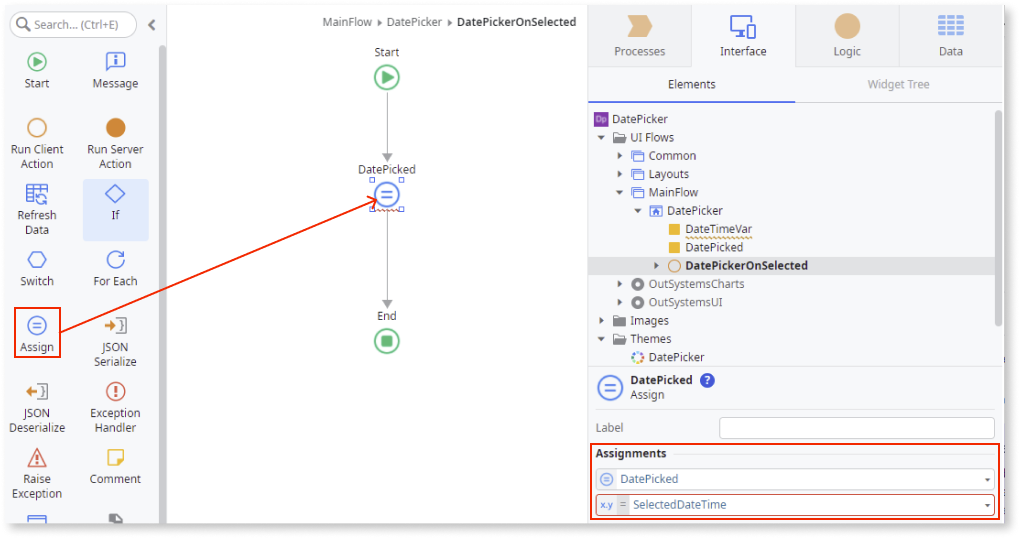 Search... (Ctrl+E)
Start
Message
Run Client
Action
Run Server
Action
Refresh
Data
If
Switch
For Each
Assign
JSON
Serialize
JSON
Deserialize
Exception
Handler
Raise
Exception
Comment
MainFlow ▸ DatePicker ▸ DatePickerOnSelected
Start
DatePicked
End
Processes
Interface
Logic
Data
Elements
Widget Tree
Dp DatePicker
UI Flows
Common
Layouts
MainFlow
DatePicker
DateTimeVar
DatePicked
DatePickerOnSelected
OutSystemsCharts
OutSystemsUI
Images
Themes
DatePicker
DatePicked ?
Assign
Label
Assignments
DatePicked
x.y = SelectedDateTime